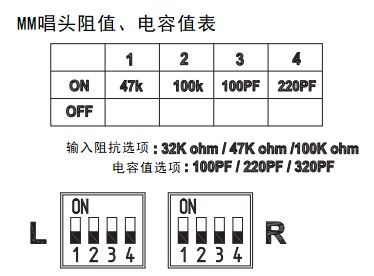 MM唱头阻值、电容值表
1 2 3 4
ON 47k 100k 100PF 220PF
OFF
输入阻抗选项：32K ohm / 47K ohm /100K ohm
电容值选项：100PF / 220PF / 320PF
ON ON
L 1 2 3 4 1 2 3 4 R